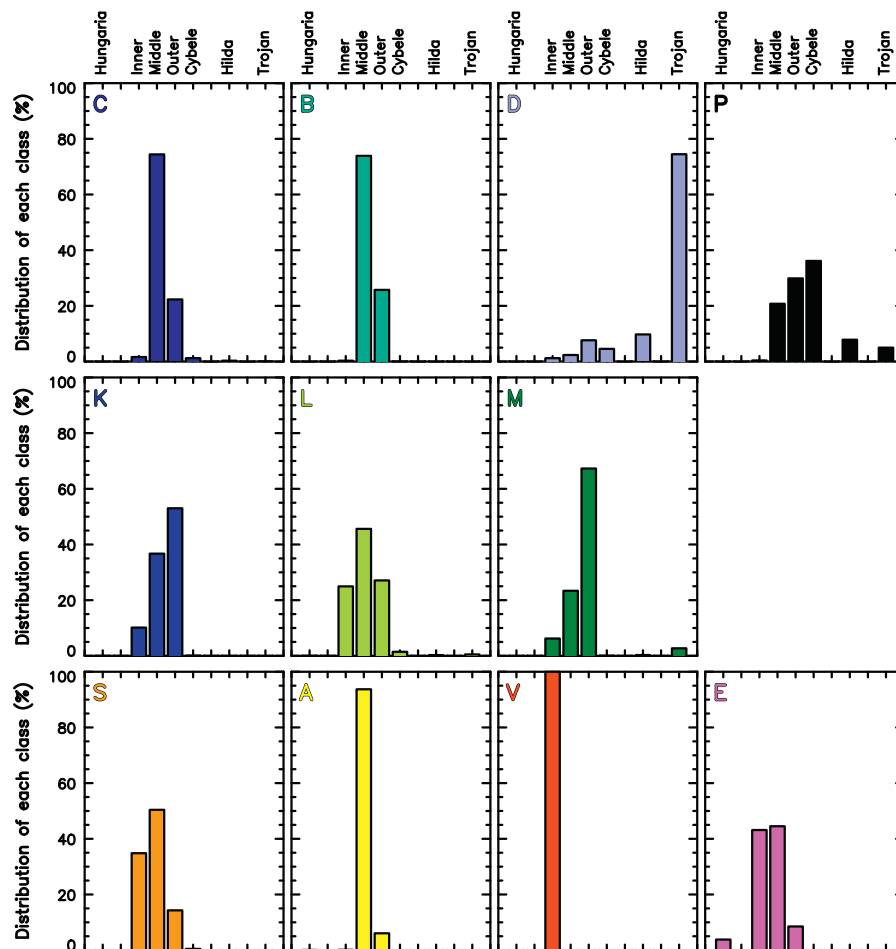 Hungaria Inner Middle Outer Cybele Hilda Trojan Hungaria Inner Middle Outer Cybele Hilda Trojan Hungaria Inner Middle Outer Cybele Hilda Trojan Hungaria Inner Middle Outer Cybele Hilda Trojan
Distribution of each class (%)
100
80
60
40
20
0
C
B
D
P
Distribution of each class (%)
100
80
60
40
20
0
K
L
M
Distribution of each class (%)
100
80
60
40
20
0
S
A
V
E